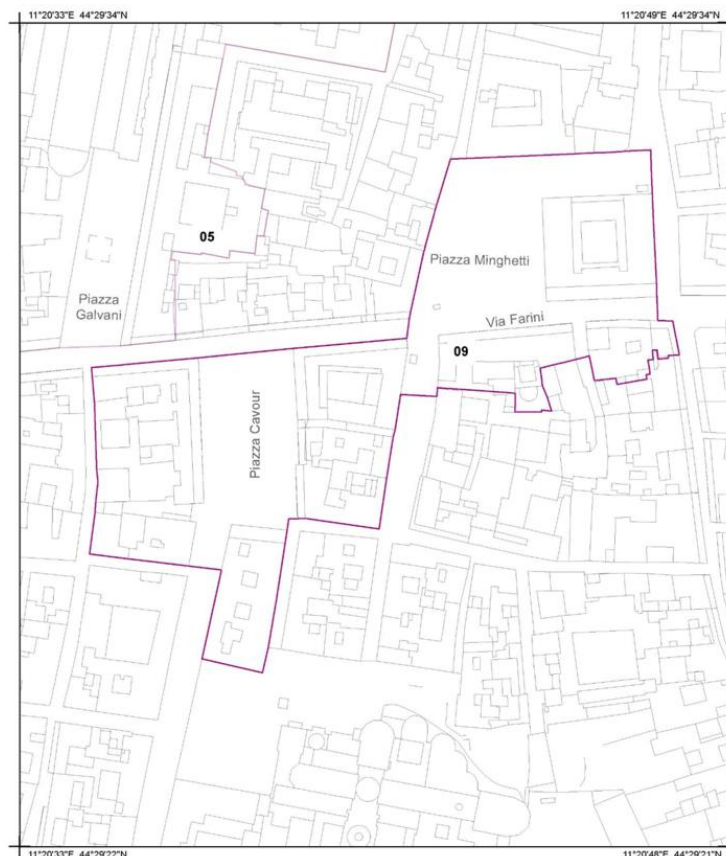 11°20'33"E 44°29'34"N
11°20'49"E 44°29'34"N
05
Piazza Minghetti
Piazza
Galvani
Via Farini
09
Piazza Cavour
11°20'33"E 44°29'22"N
11°20'48"E 44°29'21"N